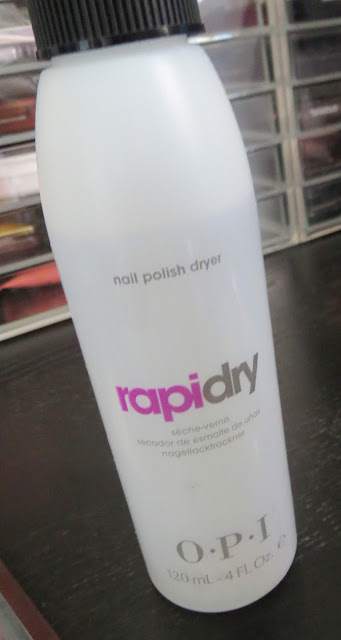 nail polish dryer
rapidry
sèche-vernis
secador de esmalte de uñas
nagellacktrockner
O·P·I
120 mL - 4 Fl. Oz. e